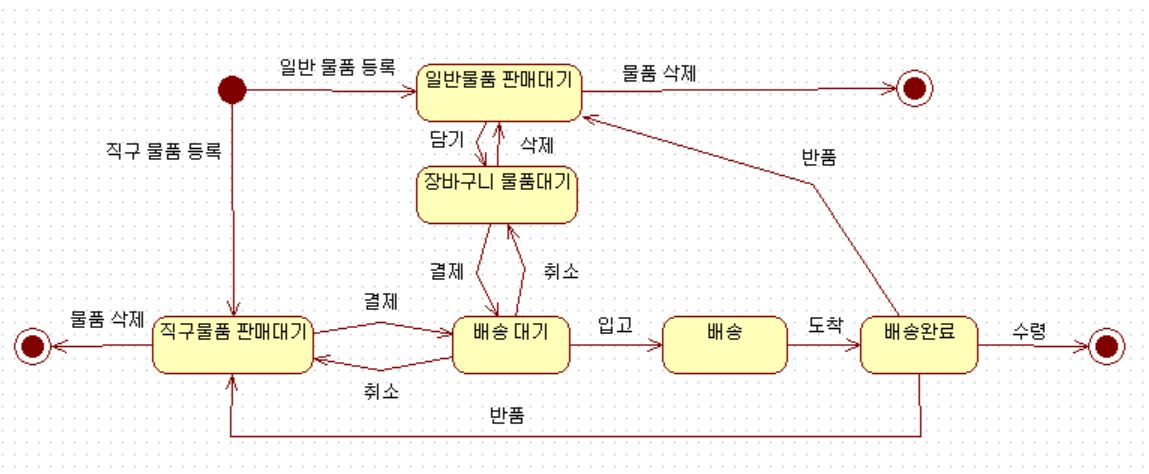 일반 물품 등록
일반물품 판매대기
물품 삭제
직구 물품 등록
담기
삭제
반품
장바구니 물품대기
결제
취소
물품 삭제
직구물품 판매대기
결제
배송 대기
입고
배송
도착
배송완료
수령
취소
반품